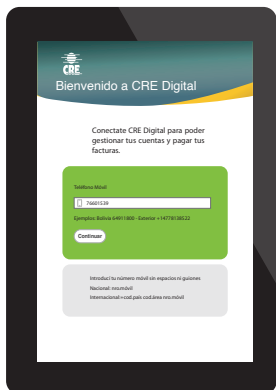 CRE
Bienvenido a CRE Digital
Conectate CRE Digital para poder
gestionar tus cuentas y pagar tus
facturas.
Teléfono Móvil
76601539
Ejemplos: Bolivia 64911800 - Exterior +14778138522
Continuar
Introducí tu número móvil sin espacios ni guiones
Nacional: nro.móvil
Internacional:+cod.país cod.área nro.móvil